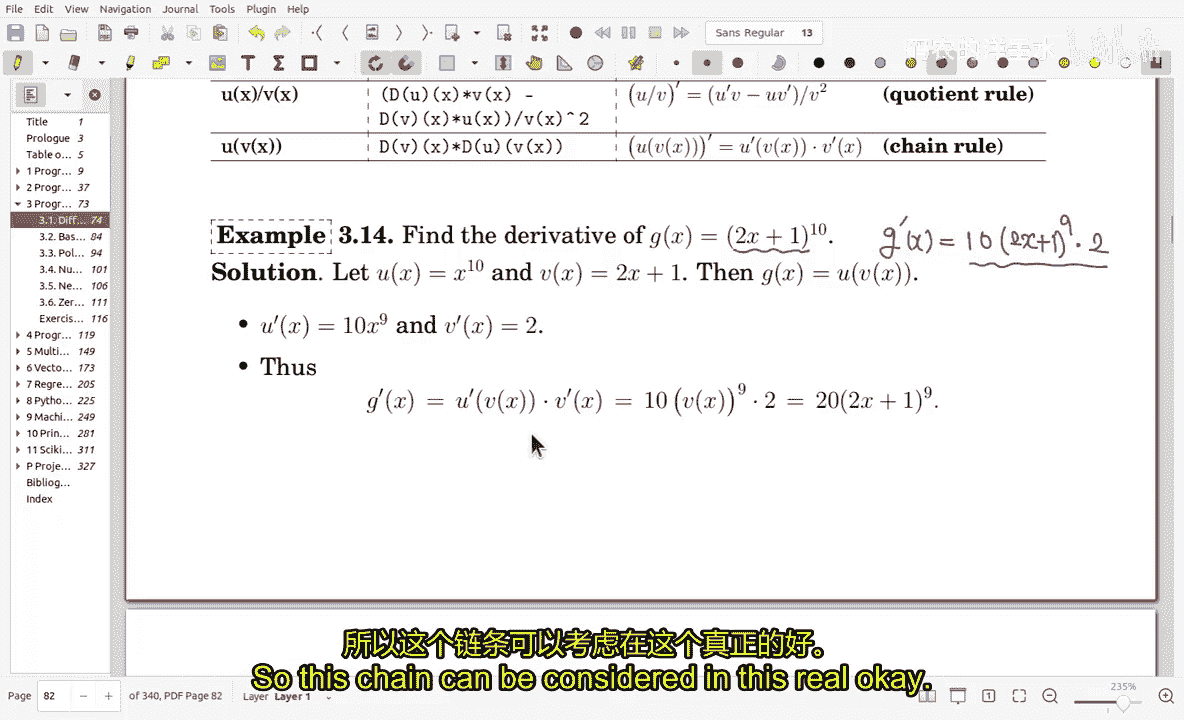 File Edit View Navigation Journal Tools Plugin Help
Sans Regular 13
Title 1
Prologue 3
Table o... 5
1 Progr... 9
2 Progr... 37
3 Progr... 73
3.1. Diff... 74
3.2. Bas... 84
3.3. Pol... 94
3.4. Nu... 101
3.5. Ne... 106
3.6. Zer... 111
Exercis... 116
4 Progr... 119
5 Multi... 149
6 Vecto... 173
7 Regre... 205
8 Pytho... 225
9 Machi... 249
10 Prin... 281
11 Sciki... 311
P Proje... 327
Bibliog...
Index
u(x)/v(x) (D(u)(x)*v(x) - (u/v)′ = (u′v − uv′)/v² (quotient rule)
D(v)(x)*u(x))/v(x)^2
u(v(x)) D(v)(x)*D(u)(v(x)) (u(v(x)))′ = u′(v(x)) · v′(x) (chain rule)
Example 3.14. Find the derivative of g(x) = (2x + 1)¹⁰. g′(x) = 10(2x+1)⁹ · 2
Solution. Let u(x) = x¹⁰ and v(x) = 2x + 1. Then g(x) = u(v(x)).
• u′(x) = 10x⁹ and v′(x) = 2.
• Thus
g′(x) = u′(v(x)) · v′(x) = 10 (v(x))⁹ · 2 = 20(2x + 1)⁹.
所以这个链条可以考虑在这个真正的好。
So this chain can be considered in this real okay.
Page 82 of 340, PDF Page 82 Layer Layer 1 235%